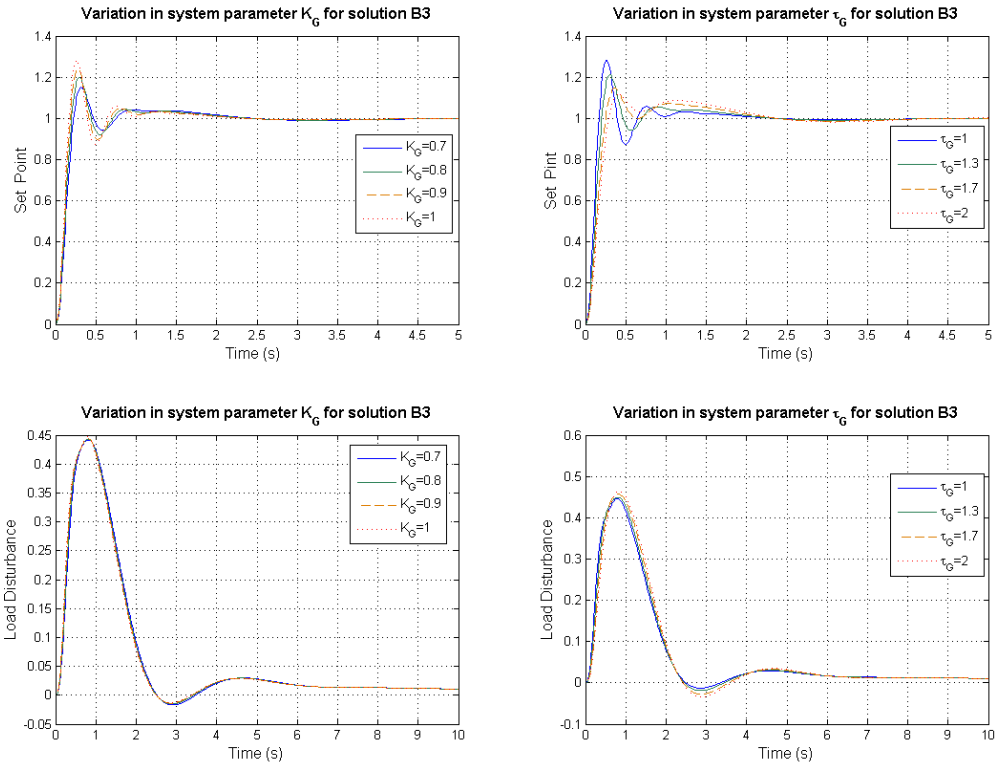 Variation in system parameter K_G for solution B3
1.4
1.2
1
0.8
0.6
0.4
0.2
0
Set Point
K_G=0.7
K_G=0.8
K_G=0.9
K_G=1
0 0.5 1 1.5 2 2.5 3 3.5 4 4.5 5
Time (s)
Variation in system parameter τ_G for solution B3
1.4
1.2
1
0.8
0.6
0.4
0.2
0
Set Pint
τ_G=1
τ_G=1.3
τ_G=1.7
τ_G=2
0 0.5 1 1.5 2 2.5 3 3.5 4 4.5 5
Time (s)
Variation in system parameter K_G for solution B3
0.45
0.4
0.35
0.3
0.25
0.2
0.15
0.1
0.05
0
-0.05
Load Disturbance
K_G=0.7
K_G=0.8
K_G=0.9
K_G=1
0 1 2 3 4 5 6 7 8 9 10
Time (s)
Variation in system parameter τ_G for solution B3
0.6
0.5
0.4
0.3
0.2
0.1
0
-0.1
Load Disturbance
τ_G=1
τ_G=1.3
τ_G=1.7
τ_G=2
0 1 2 3 4 5 6 7 8 9 10
Time (s)